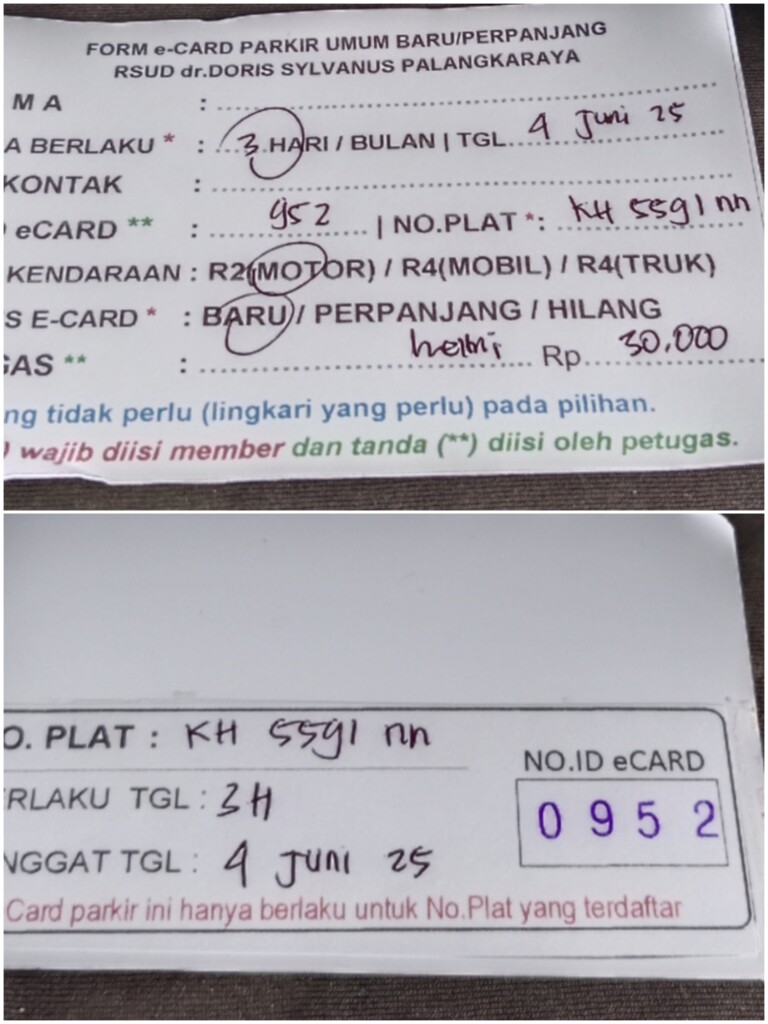 FORM e-CARD PARKIR UMUM BARU/PERPANJANG
RSUD dr.DORIS SYLVANUS PALANGKARAYA
MA :
A BERLAKU * : 3 HARI / BULAN | TGL 4 Juni 25
KONTAK :
eCARD ** : 952 | NO.PLAT *: KH 5591 nn
KENDARAAN : R2(MOTOR) / R4(MOBIL) / R4(TRUK)
S E-CARD * : BARU / PERPANJANG / HILANG
GAS ** : helmi Rp. 30.000
ng tidak perlu (lingkari yang perlu) pada pilihan.
) wajib diisi member dan tanda (**) diisi oleh petugas.
O. PLAT : KH 5591 nn
NO.ID eCARD
RLAKU TGL : 3H
0952
NGGAT TGL : 4 Juni 25
Card parkir ini hanya berlaku untuk No.Plat yang terdaftar